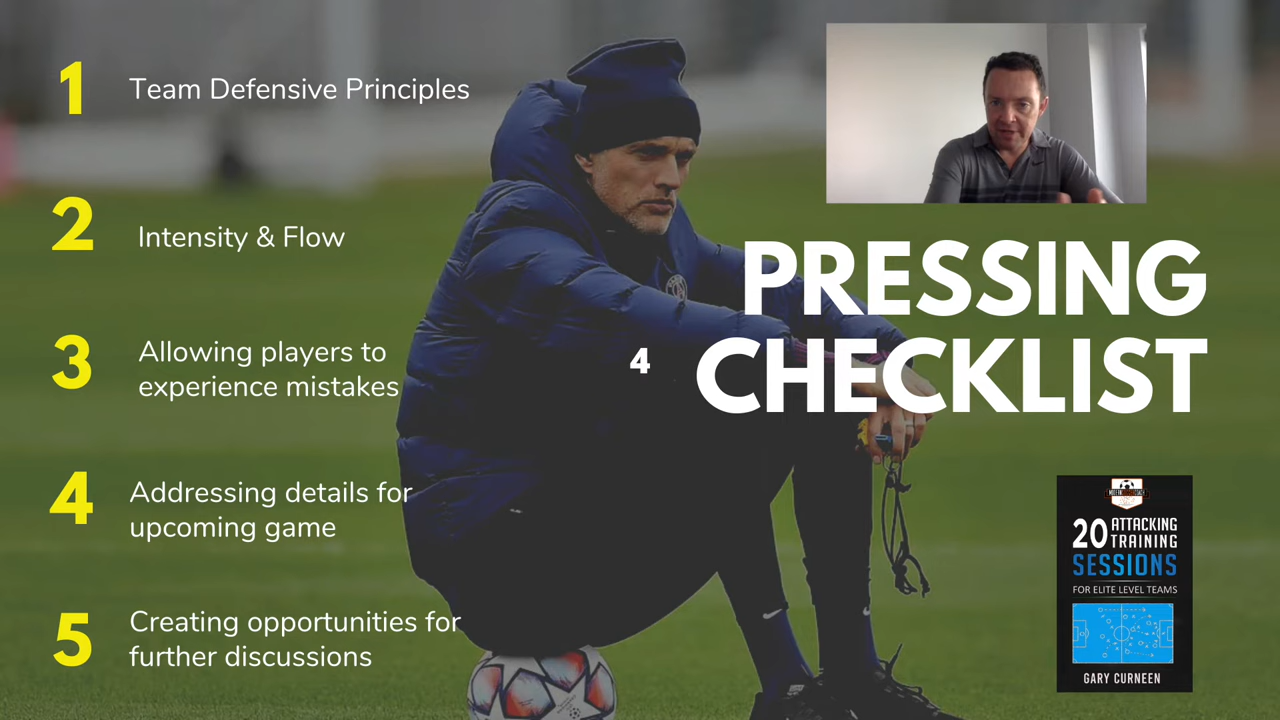 1
Team Defensive Principles
2
Intensity & Flow
3
Allowing players to
experience mistakes
4
Addressing details for
upcoming game
5
Creating opportunities for
further discussions
PRESSING
4
CHECKLIST
20 ATTACKING
TRAINING
SESSIONS
FOR ELITE LEVEL TEAMS
GARY CURNEEN